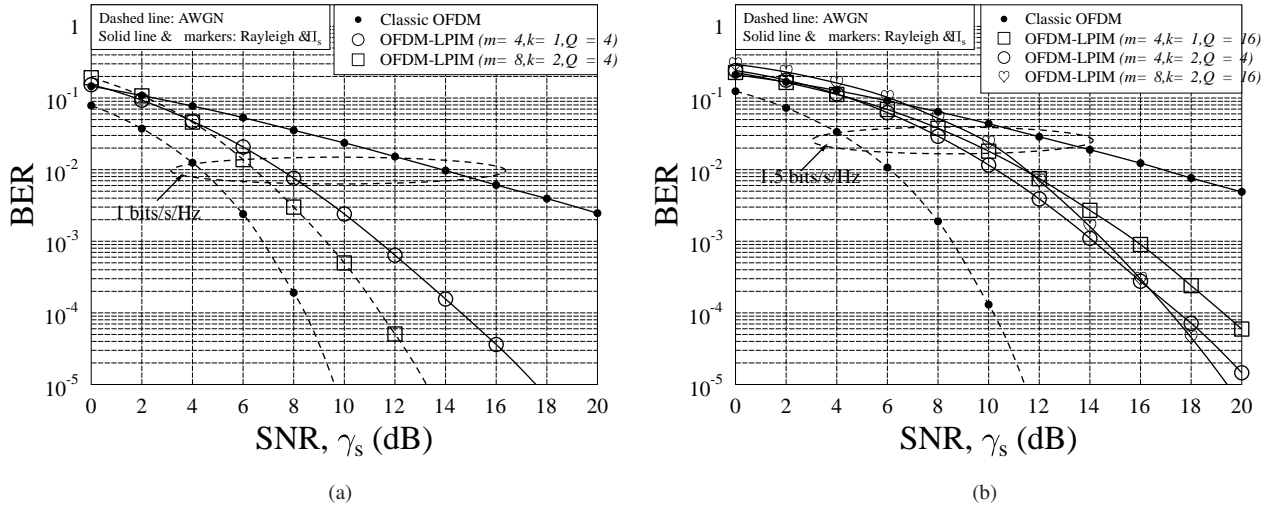 Dashed line: AWGN
Solid line & markers: Rayleigh &Πs
Classic OFDM
OFDM-LPIM (m= 4,k= 1,Q = 4)
OFDM-LPIM (m= 8,k= 2,Q = 4)
1
10-1
10-2
10-3
10-4
10-5
BER
1 bits/s/Hz
0 2 4 6 8 10 12 14 16 18 20
SNR, γs (dB)
(a)
Dashed line: AWGN
Solid line & markers: Rayleigh &Πs
Classic OFDM
OFDM-LPIM (m= 4,k= 1,Q = 16)
OFDM-LPIM (m= 4,k= 2,Q = 4)
OFDM-LPIM (m= 8,k= 2,Q = 16)
1
10-1
10-2
10-3
10-4
10-5
BER
1.5 bits/s/Hz
0 2 4 6 8 10 12 14 16 18 20
SNR, γs (dB)
(b)